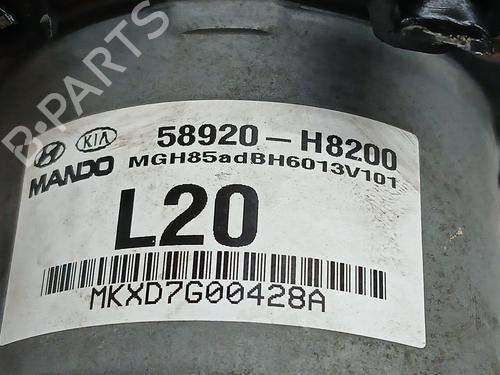 B-PARTS
KIA
58920-H8200
MANDO
MGH85adBH6013V101
L20
MKXD7G00428A